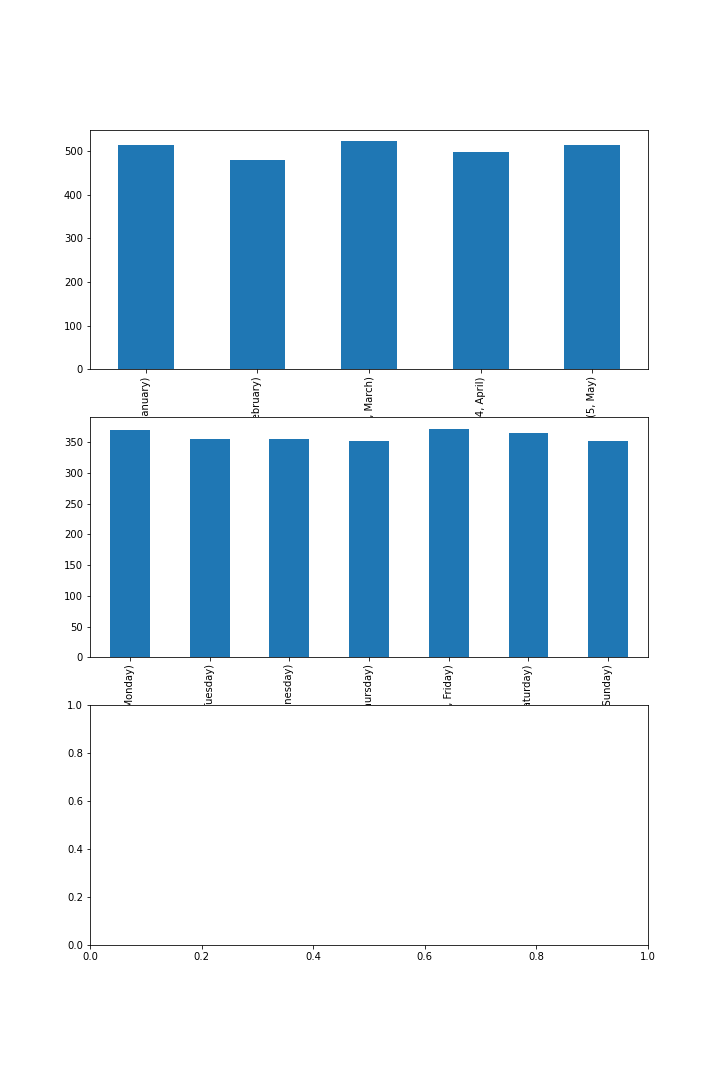 500
400
300
200
100
0
anuary)
ebruary)
, March)
4, April)
(5, May)
350
300
250
200
150
100
50
0
Monday)
uesday)
nesday)
ursday)
, Friday)
aturday)
Sunday)
1.0
0.8
0.6
0.4
0.2
0.0
0.0 0.2 0.4 0.6 0.8 1.0